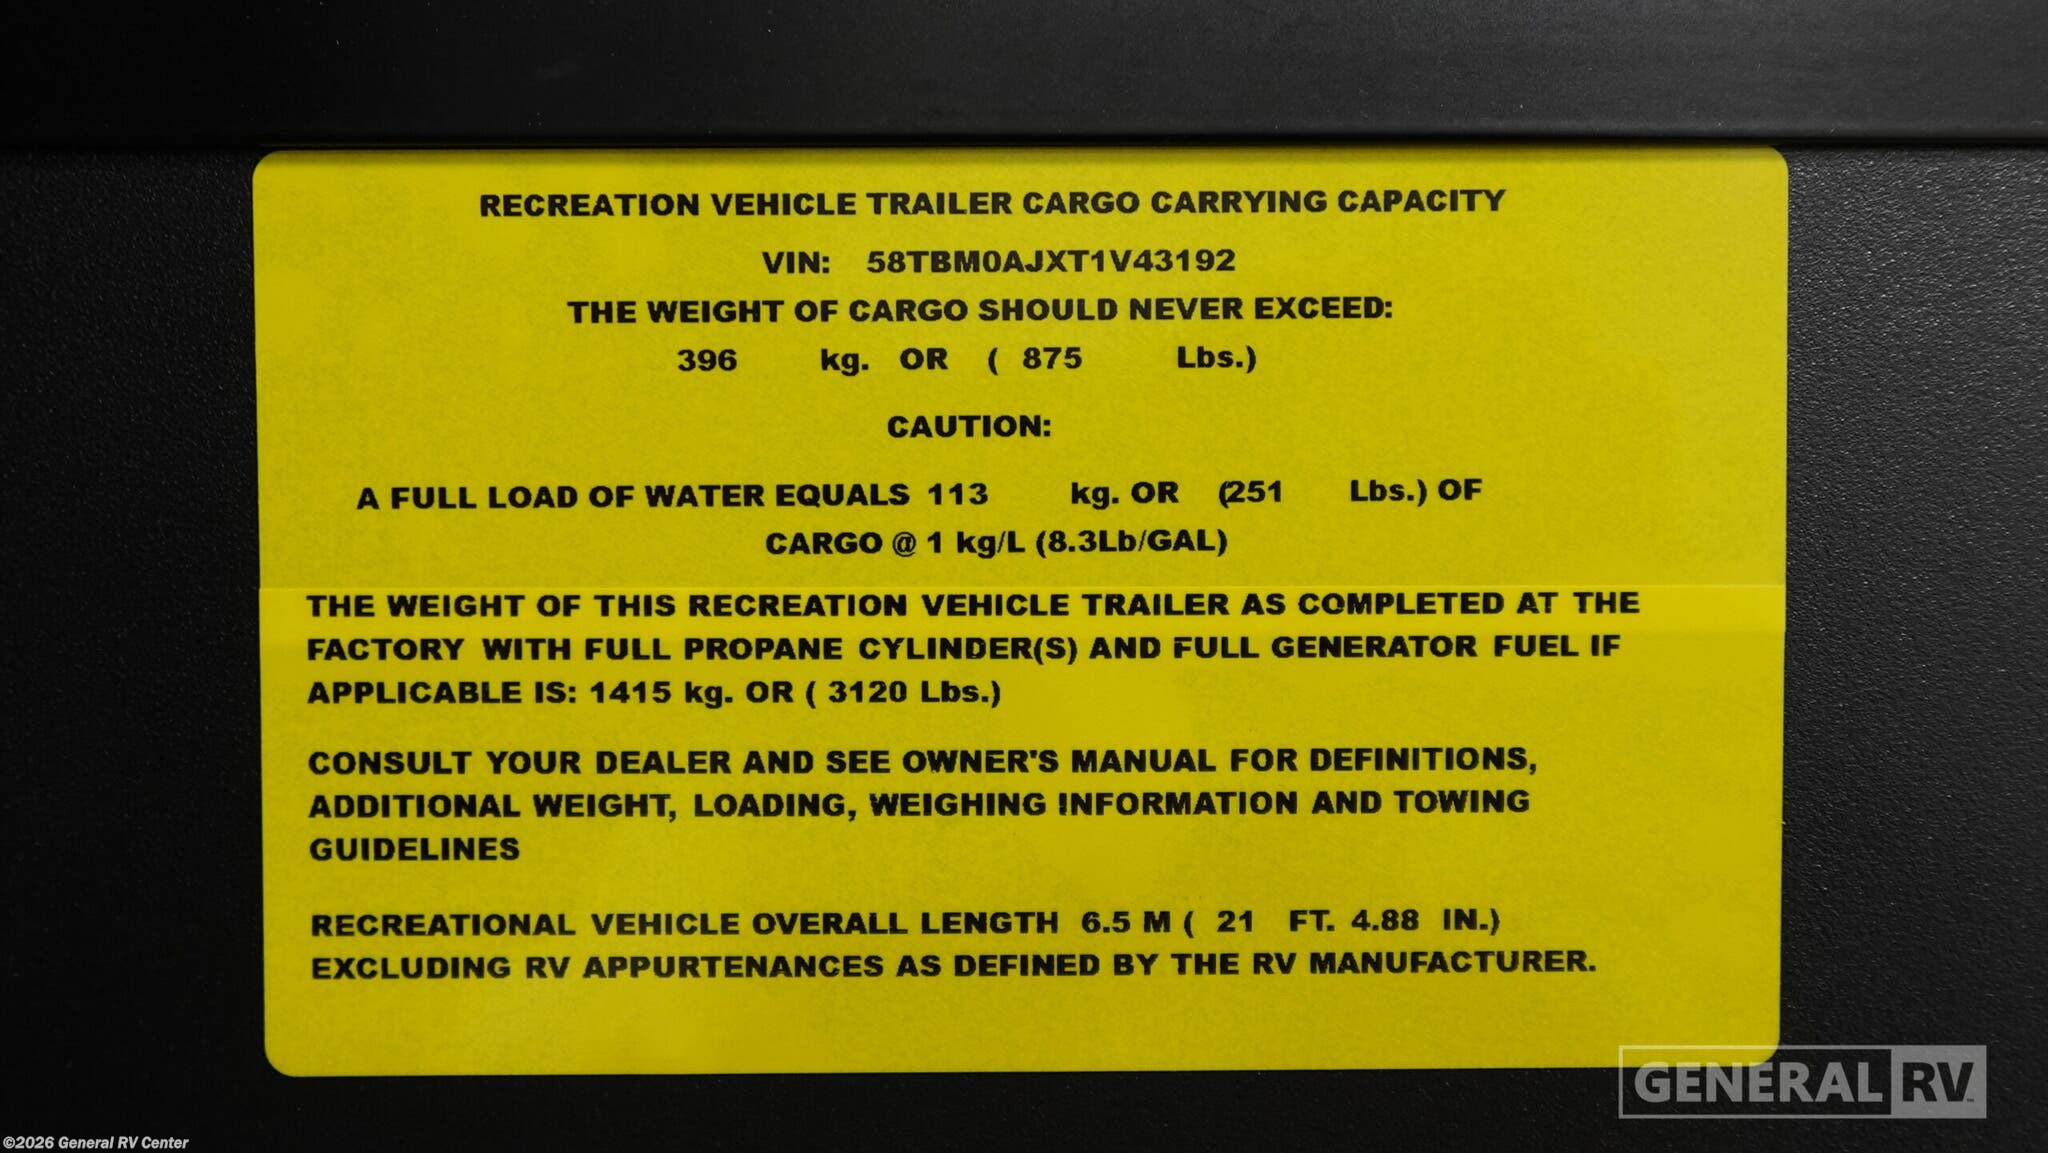 RECREATION VEHICLE TRAILER CARGO CARRYING CAPACITY
VIN: 58TBM0AJXT1V43192
THE WEIGHT OF CARGO SHOULD NEVER EXCEED:
396 kg. OR ( 875 Lbs.)
CAUTION:
A FULL LOAD OF WATER EQUALS 113 kg. OR (251 Lbs.) OF
CARGO @ 1 kg/L (8.3Lb/GAL)
THE WEIGHT OF THIS RECREATION VEHICLE TRAILER AS COMPLETED AT THE
FACTORY WITH FULL PROPANE CYLINDER(S) AND FULL GENERATOR FUEL IF
APPLICABLE IS: 1415 kg. OR ( 3120 Lbs.)
CONSULT YOUR DEALER AND SEE OWNER'S MANUAL FOR DEFINITIONS,
ADDITIONAL WEIGHT, LOADING, WEIGHING INFORMATION AND TOWING
GUIDELINES
RECREATIONAL VEHICLE OVERALL LENGTH 6.5 M ( 21 FT. 4.88 IN.)
EXCLUDING RV APPURTENANCES AS DEFINED BY THE RV MANUFACTURER.
GENERAL RV
©2026 General RV Center